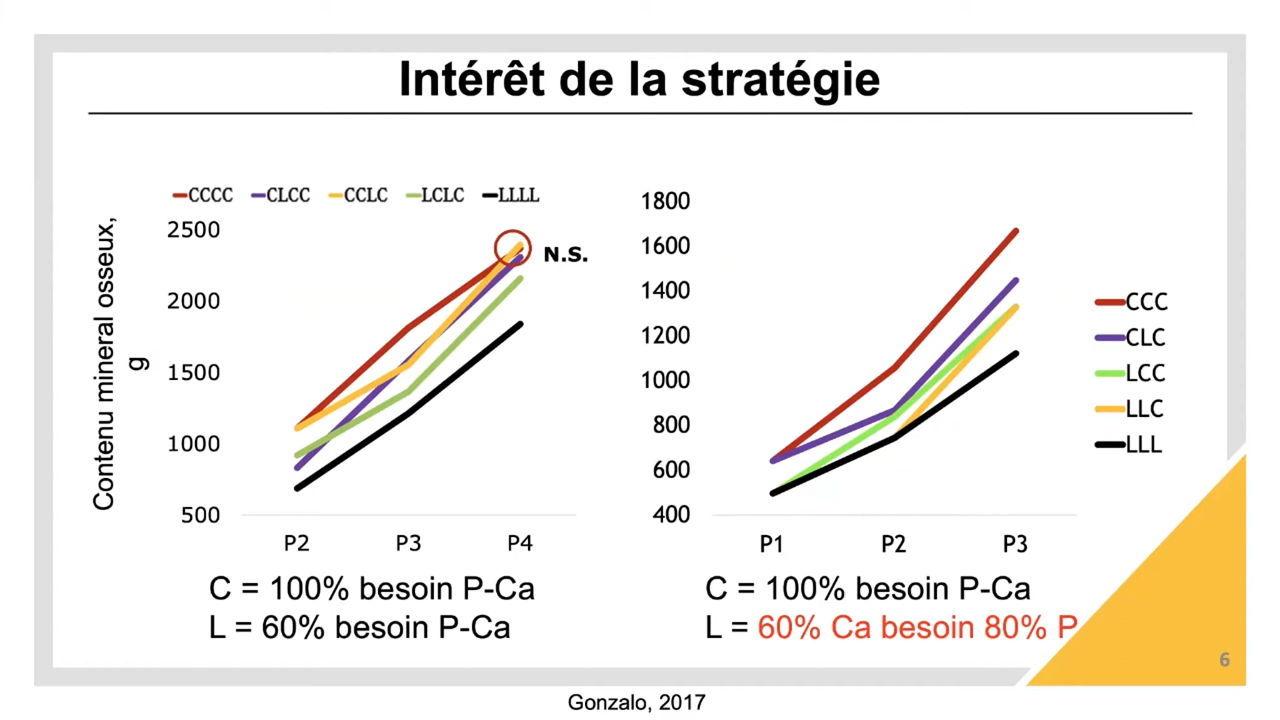 Intérêt de la stratégie
CCCC CLCC CCLC LCLC LLLL
Contenu mineral osseux,
g
2500
2000
1500
1000
500
N.S.
P2 P3 P4
C = 100% besoin P-Ca
L = 60% besoin P-Ca
1800
1600
1400
1200
1000
800
600
400
P1 P2 P3
CCC
CLC
LCC
LLC
LLL
C = 100% besoin P-Ca
L = 60% Ca besoin 80% P
6
Gonzalo, 2017